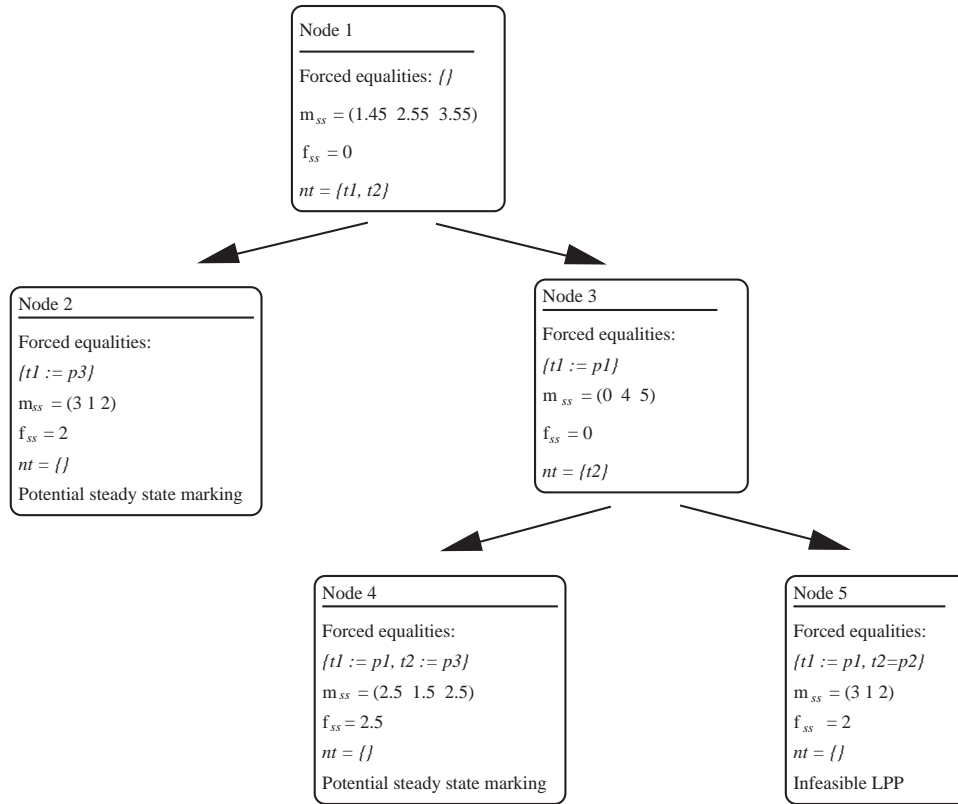 Node 1
Forced equalities: {}
m_ss = (1.45 2.55 3.55)
f_ss = 0
nt = {t1, t2}
Node 2
Forced equalities:
{t1 := p3}
m_ss = (3 1 2)
f_ss = 2
nt = {}
Potential steady state marking
Node 3
Forced equalities:
{t1 := p1}
m_ss = (0 4 5)
f_ss = 0
nt = {t2}
Node 4
Forced equalities:
{t1 := p1, t2 := p3}
m_ss = (2.5 1.5 2.5)
f_ss = 2.5
nt = {}
Potential steady state marking
Node 5
Forced equalities:
{t1 := p1, t2=p2}
m_ss = (3 1 2)
f_ss = 2
nt = {}
Infeasible LPP